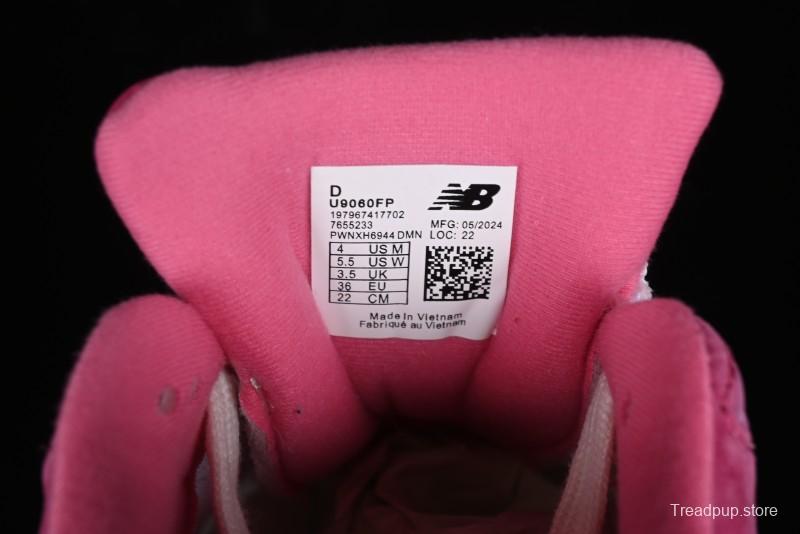 D
U9060FP
197967417702
7655233
PWNXH6944 DMN
NB
MFG: 05/2024
LOC: 22
4 US M
5.5 US W
3.5 UK
36 EU
22 CM
Made In Vietnam
Fabriqué au Vietnam
Treadpup.store